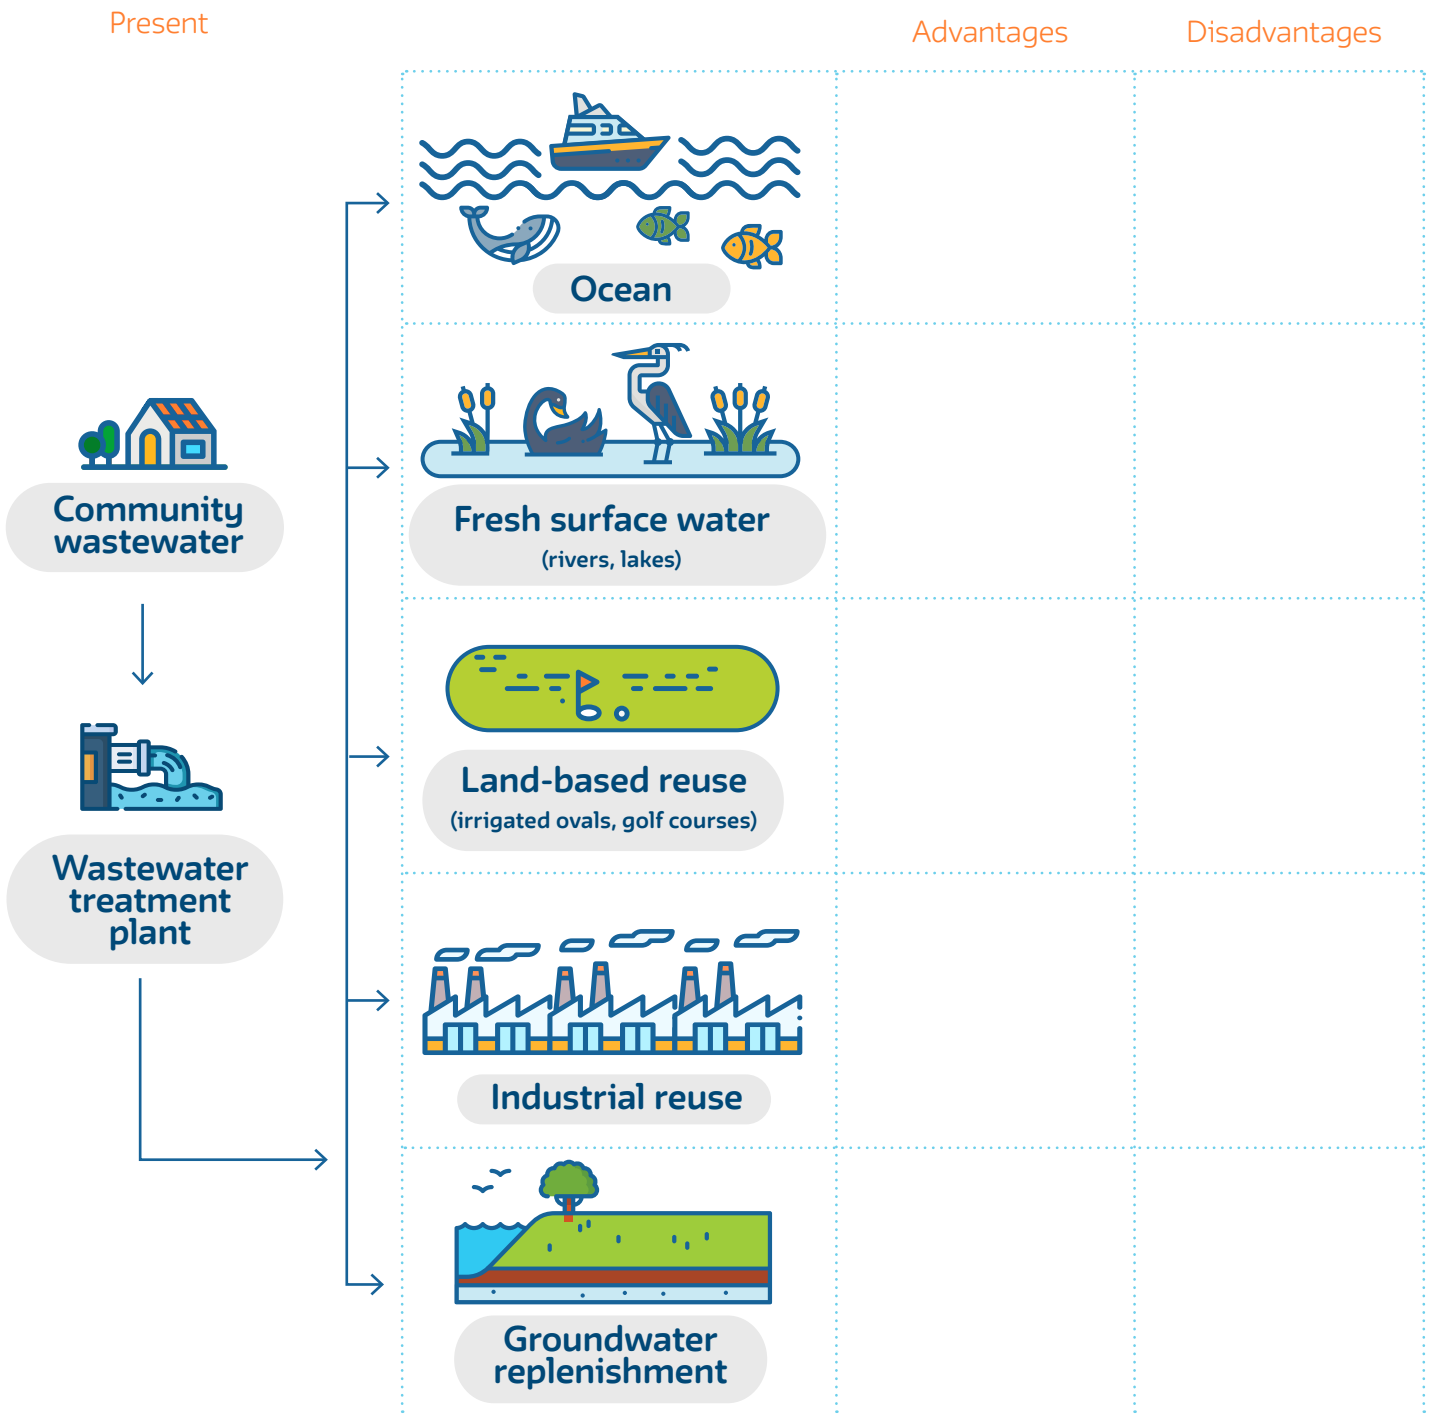 Present
Advantages
Disadvantages
Community
wastewater
Wastewater
treatment
plant
Ocean
Fresh surface water
(rivers, lakes)
Land-based reuse
(irrigated ovals, golf courses)
Industrial reuse
Groundwater
replenishment